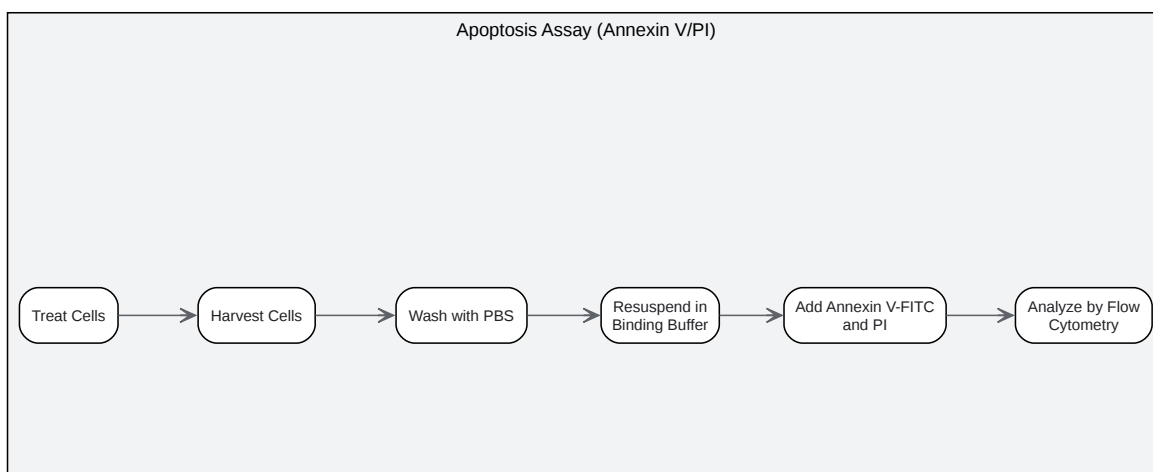 Apoptosis Assay (Annexin V/PI)
Treat Cells
Harvest Cells
Wash with PBS
Resuspend in
Binding Buffer
Add Annexin V-FITC
and PI
Analyze by Flow
Cytometry